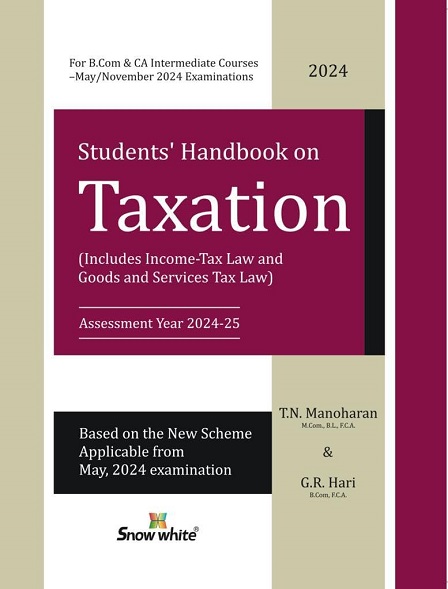 For B.Com & CA Intermediate Courses
–May/November 2024 Examinations
2024
Students' Handbook on
Taxation
(Includes Income-Tax Law and
Goods and Services Tax Law)
Assessment Year 2024-25
T.N. Manoharan
M.Com., B.L., F.C.A.
&
G.R. Hari
B.Com, F.C.A.
Based on the New Scheme
Applicable from
May, 2024 examination
Snow white®